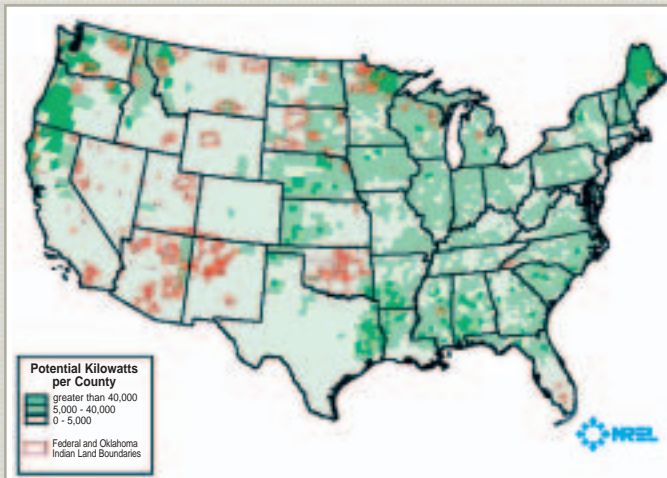 Potential Kilowatts
per County
greater than 40,000
5,000 - 40,000
0 - 5,000
Federal and Oklahoma
Indian Land Boundaries
NREL